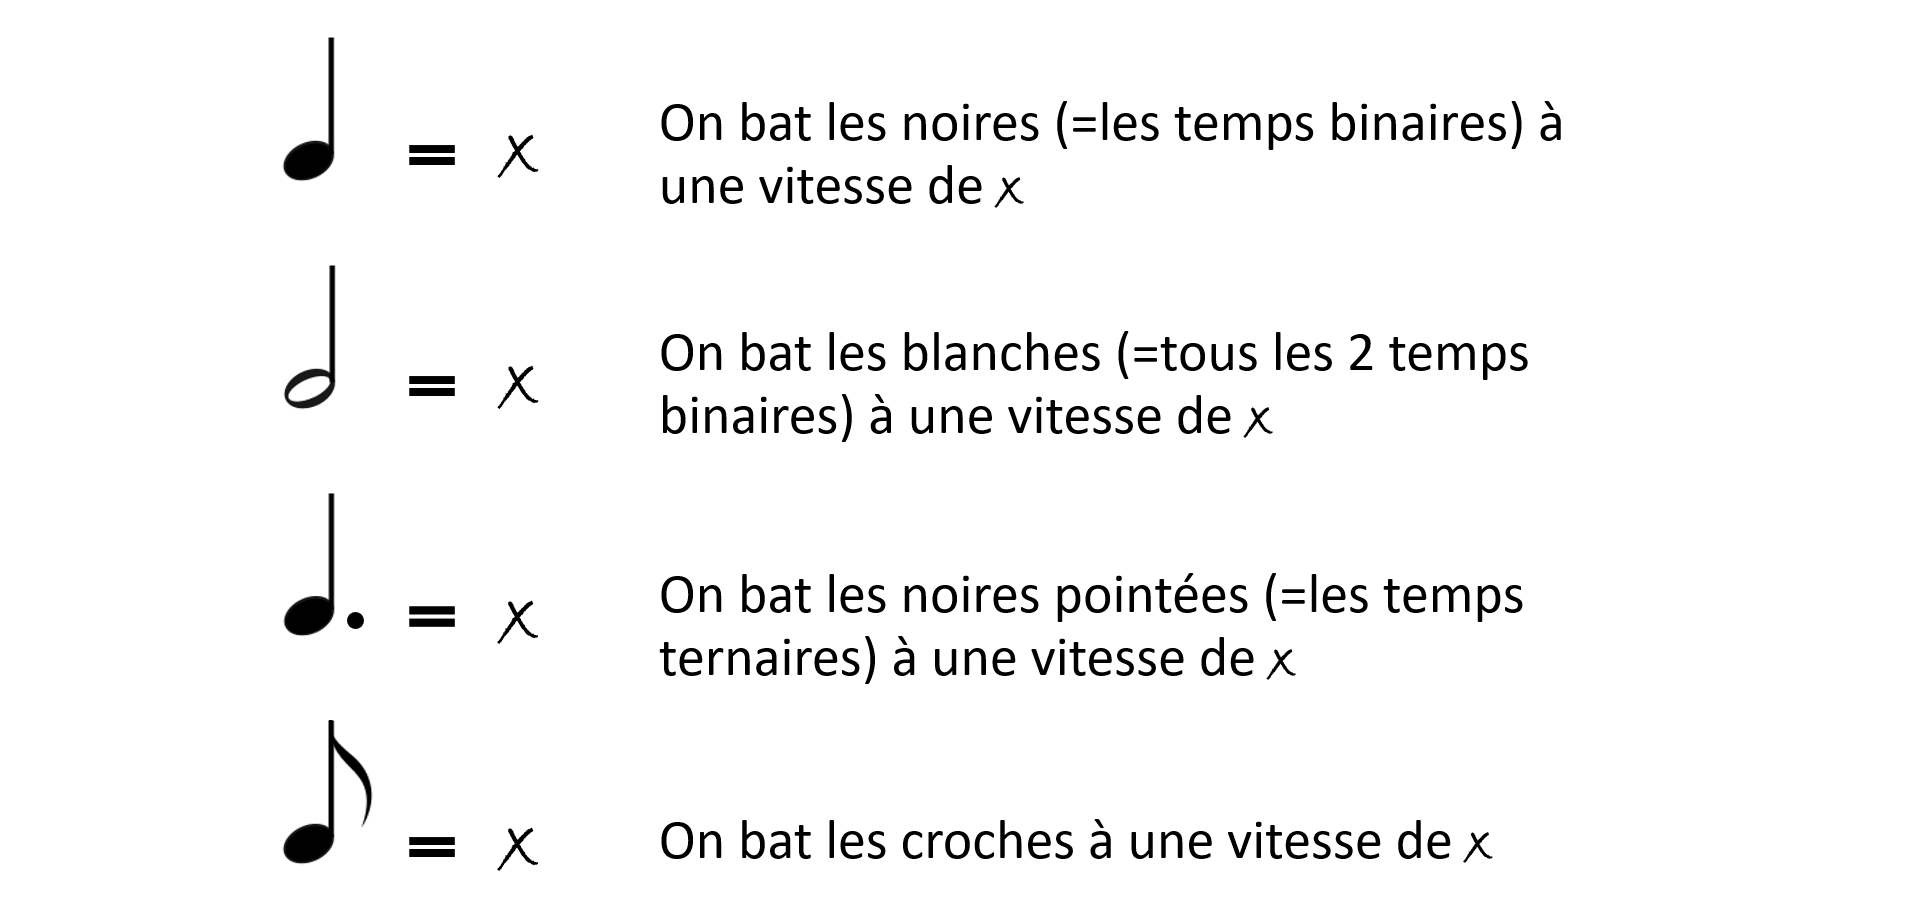 ♩ = x On bat les noires (=les temps binaires) à
une vitesse de x
𝅗𝅥 = x On bat les blanches (=tous les 2 temps
binaires) à une vitesse de x
♩. = x On bat les noires pointées (=les temps
ternaires) à une vitesse de x
♪ = x On bat les croches à une vitesse de x